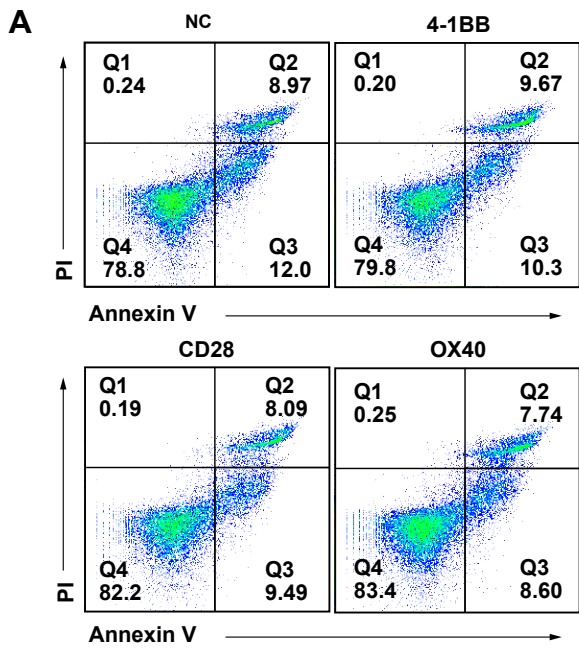 A
NC
4-1BB
Q1
0.24
Q2
8.97
Q1
0.20
Q2
9.67
Q4
78.8
Q3
12.0
Q4
79.8
Q3
10.3
PI
Annexin V
CD28
OX40
Q1
0.19
Q2
8.09
Q1
0.25
Q2
7.74
Q4
82.2
Q3
9.49
Q4
83.4
Q3
8.60
PI
Annexin V